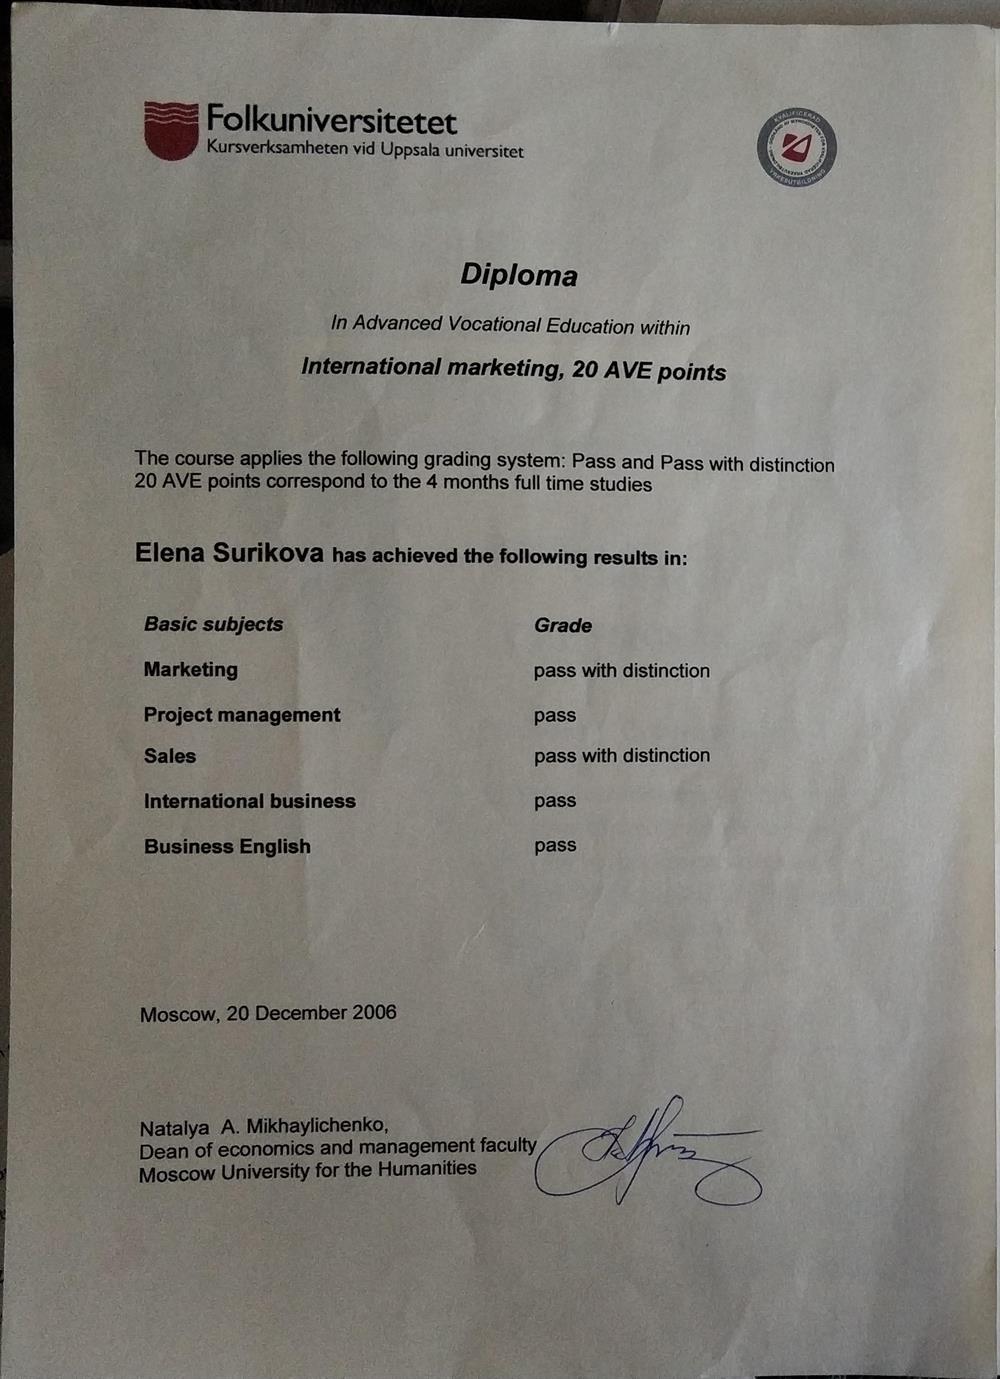 Folkuniversitetet
Kursverksamheten vid Uppsala universitet
KVALIFICERAD
YRKESUTBILDNING
Diploma
In Advanced Vocational Education within
International marketing, 20 AVE points
The course applies the following grading system: Pass and Pass with distinction
20 AVE points correspond to the 4 months full time studies
Elena Surikova has achieved the following results in:
Basic subjects Grade
Marketing pass with distinction
Project management pass
Sales pass with distinction
International business pass
Business English pass
Moscow, 20 December 2006
Natalya A. Mikhaylichenko,
Dean of economics and management faculty
Moscow University for the Humanities